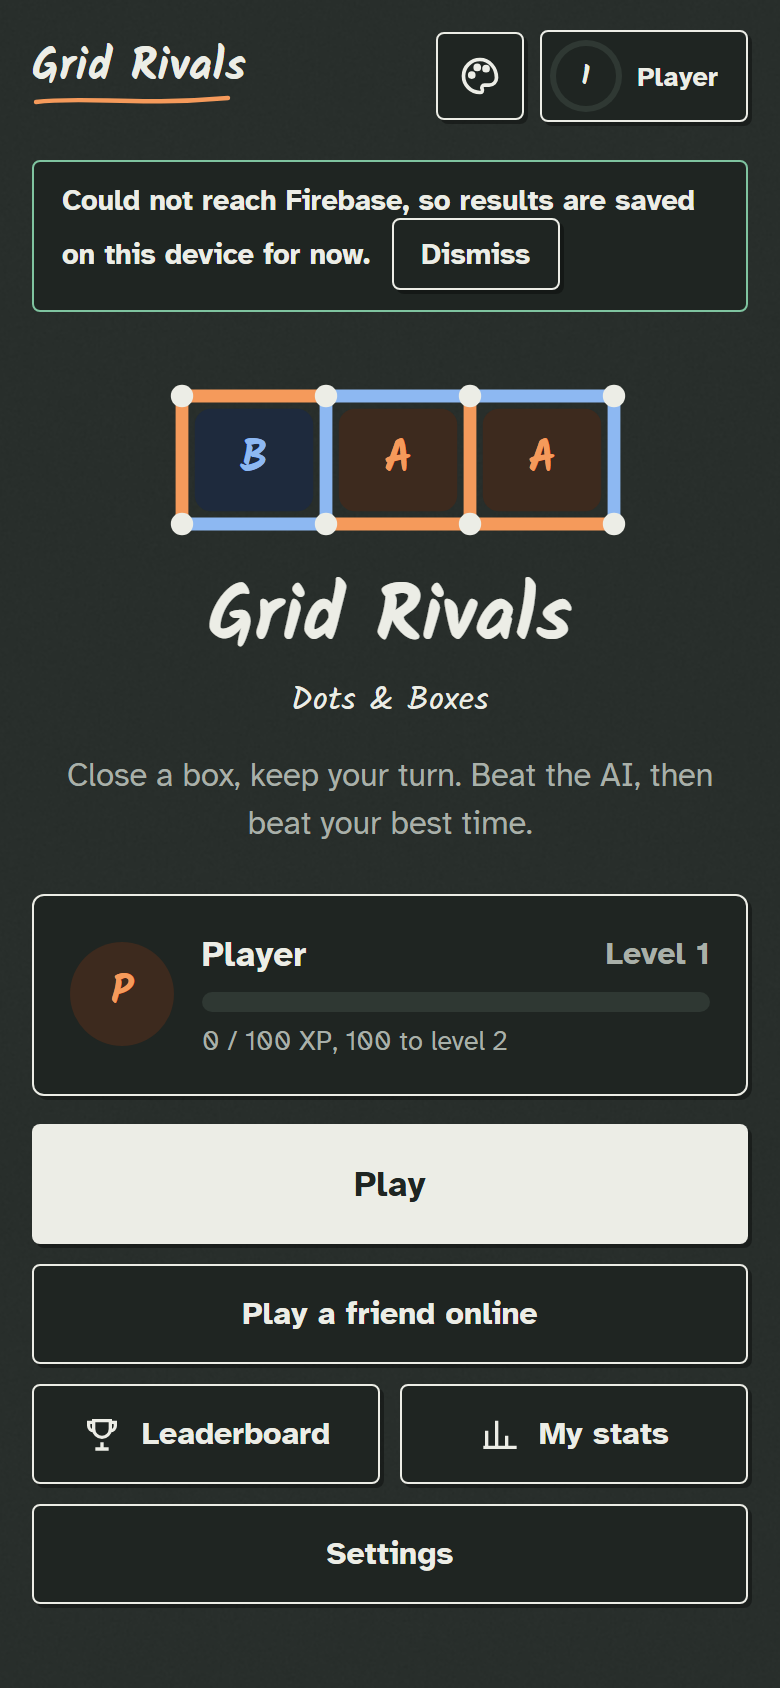 Grid Rivals
1
Player
Could not reach Firebase, so results are saved
on this device for now.
Dismiss
B
A
A
Grid Rivals
Dots & Boxes
Close a box, keep your turn. Beat the AI, then
beat your best time.
P
Player
Level 1
0 / 100 XP, 100 to level 2
Play
Play a friend online
Leaderboard
My stats
Settings